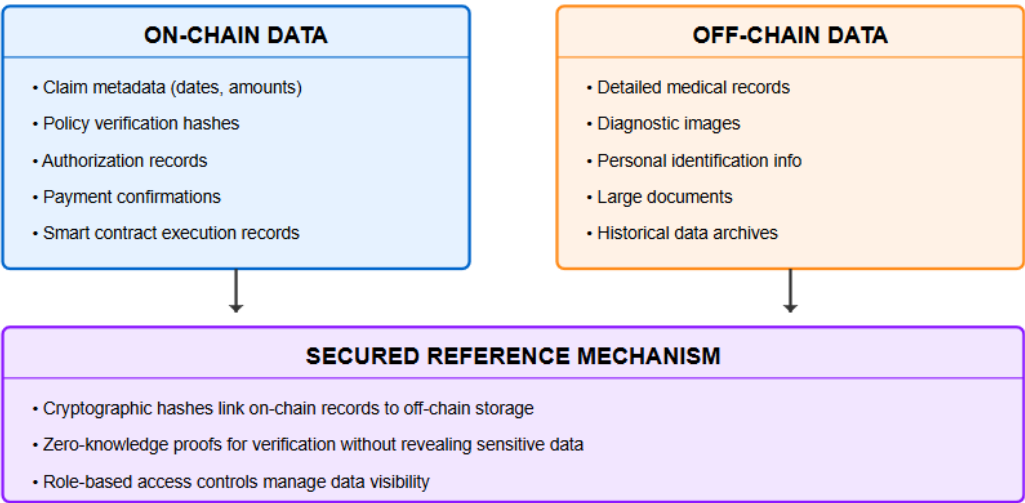 ON-CHAIN DATA
• Claim metadata (dates, amounts)
• Policy verification hashes
• Authorization records
• Payment confirmations
• Smart contract execution records
OFF-CHAIN DATA
• Detailed medical records
• Diagnostic images
• Personal identification info
• Large documents
• Historical data archives
SECURED REFERENCE MECHANISM
• Cryptographic hashes link on-chain records to off-chain storage
• Zero-knowledge proofs for verification without revealing sensitive data
• Role-based access controls manage data visibility